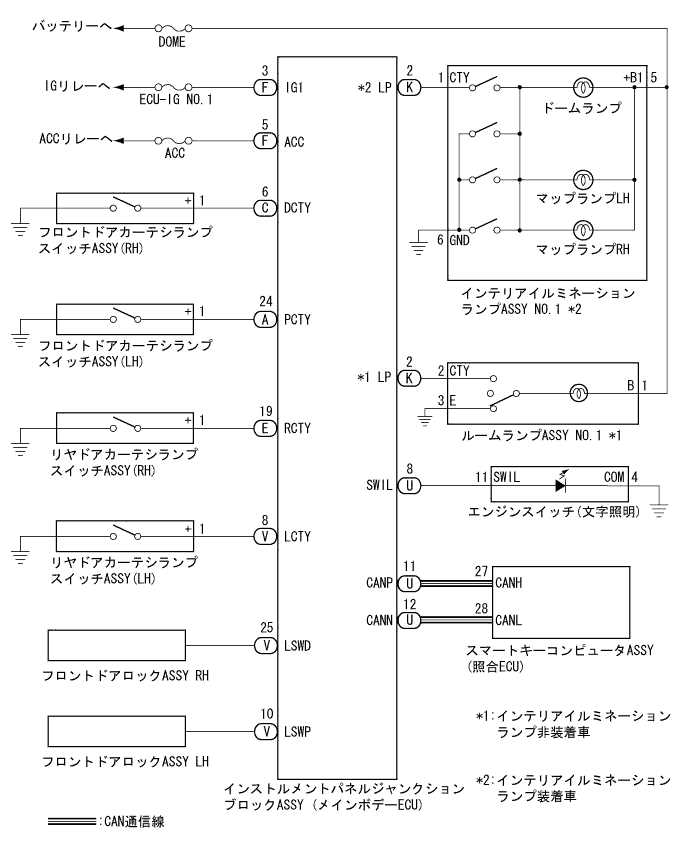 バッテリーへ
DOME
IGリレーへ
ECU-IG NO.1
3
F
IG1
ACCリレーへ
ACC
5
F
ACC
+
1
6
C
DCTY
フロントドアカーテシランプ
スイッチASSY(RH)
+
1
24
A
PCTY
フロントドアカーテシランプ
スイッチASSY(LH)
+
1
19
E
RCTY
リヤドアカーテシランプ
スイッチASSY(RH)
+
1
8
V
LCTY
リヤドアカーテシランプ
スイッチASSY(LH)
25
V
LSWD
フロントドアロックASSY RH
10
V
LSWP
フロントドアロックASSY LH
インストルメントパネルジャンクション
ブロックASSY (メインボデーECU)
:CAN通信線
*2 LP
2
K
1
CTY
+B1
5
ドームランプ
マップランプLH
6
GND
マップランプRH
インテリアイルミネーション
ランプASSY NO.1 *2
*1 LP
2
K
2
CTY
3
E
B
1
ルームランプASSY NO.1 *1
SWIL
8
U
11
SWIL
COM
4
エンジンスイッチ(文字照明)
CANP
11
U
27
CANH
CANN
12
U
28
CANL
スマートキーコンピュータASSY
(照合ECU)
*1:インテリアイルミネーション
ランプ非装着車
*2:インテリアイルミネーション
ランプ装着車